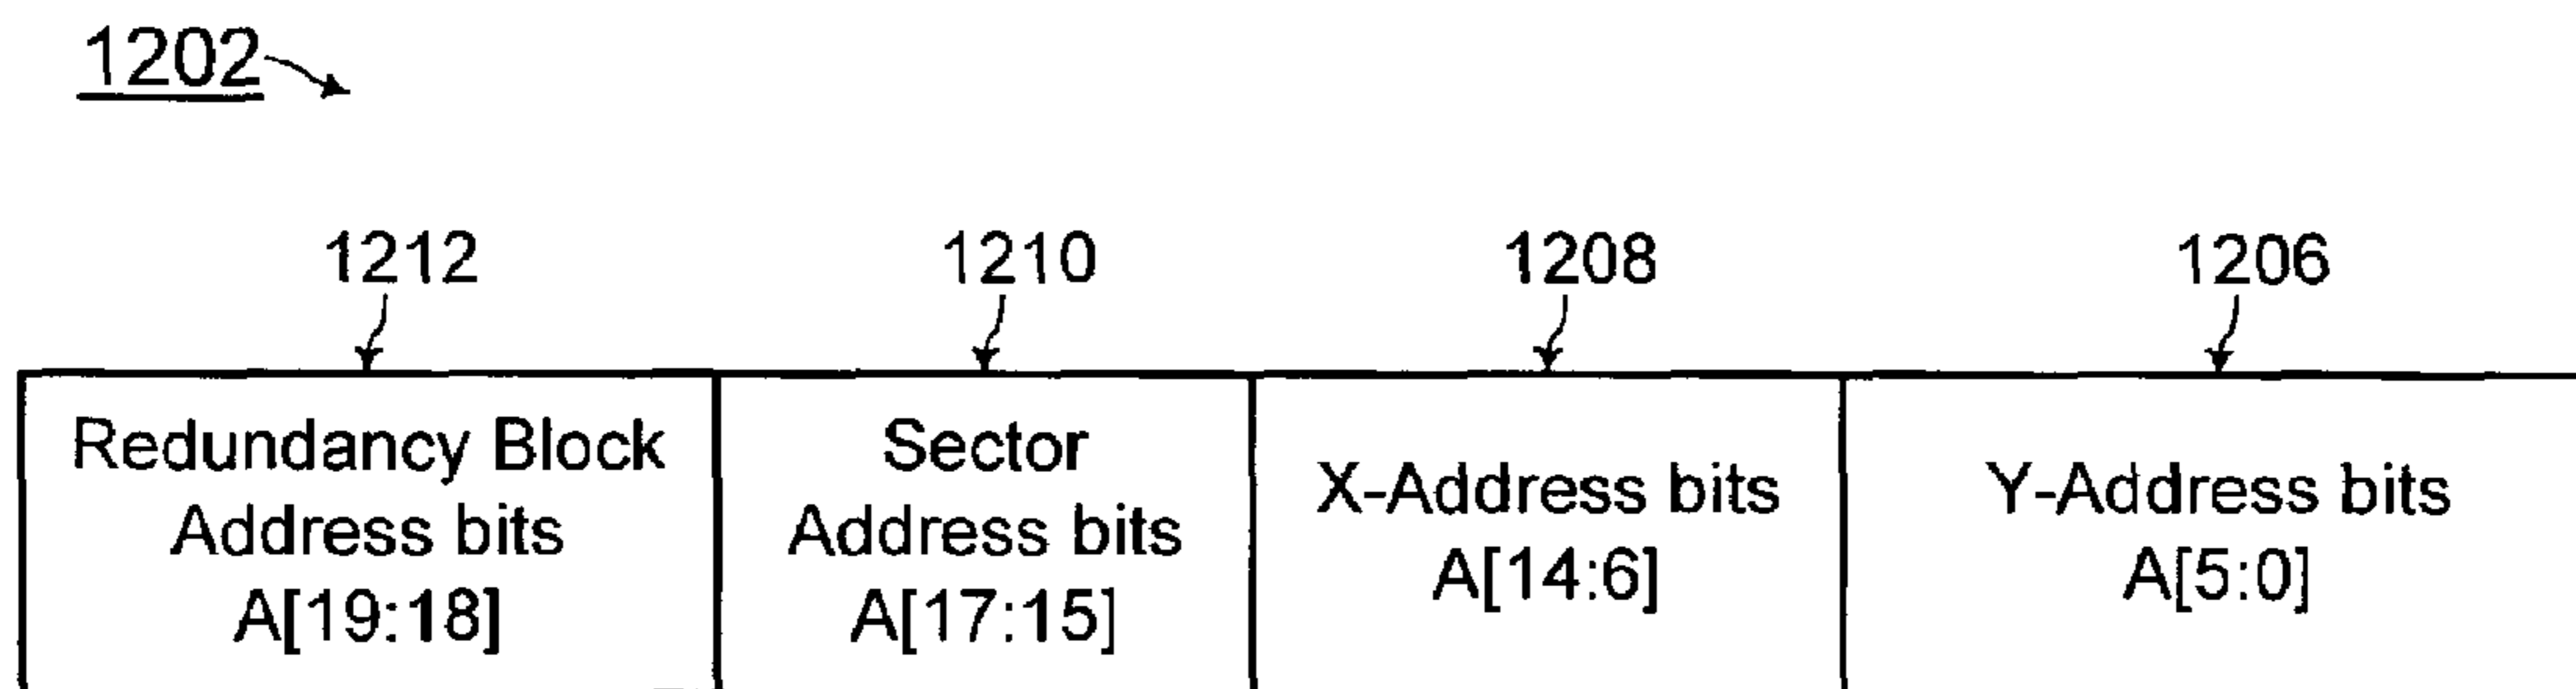 1202
1212
1210
1208
1206
Redundancy Block
Address bits
A[19:18]
Sector
Address bits
A[17:15]
X-Address bits
A[14:6]
Y-Address bits
A[5:0]